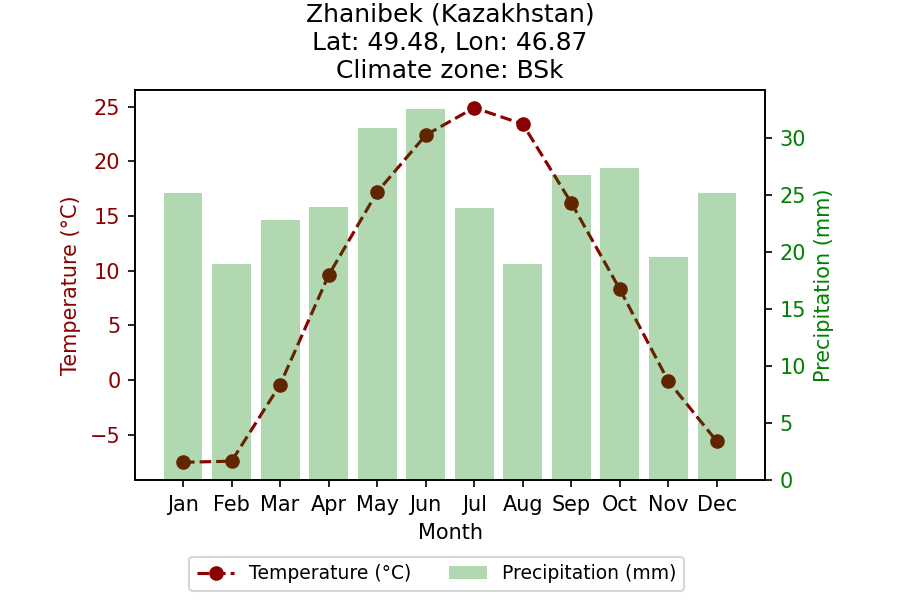 Zhanibek (Kazakhstan)
Lat: 49.48, Lon: 46.87
Climate zone: BSk
25
20
15
10
5
0
−5
Temperature (°C)
30
25
20
15
10
5
0
Precipitation (mm)
Jan Feb Mar Apr May Jun Jul Aug Sep Oct Nov Dec
Month
Temperature (°C) Precipitation (mm)